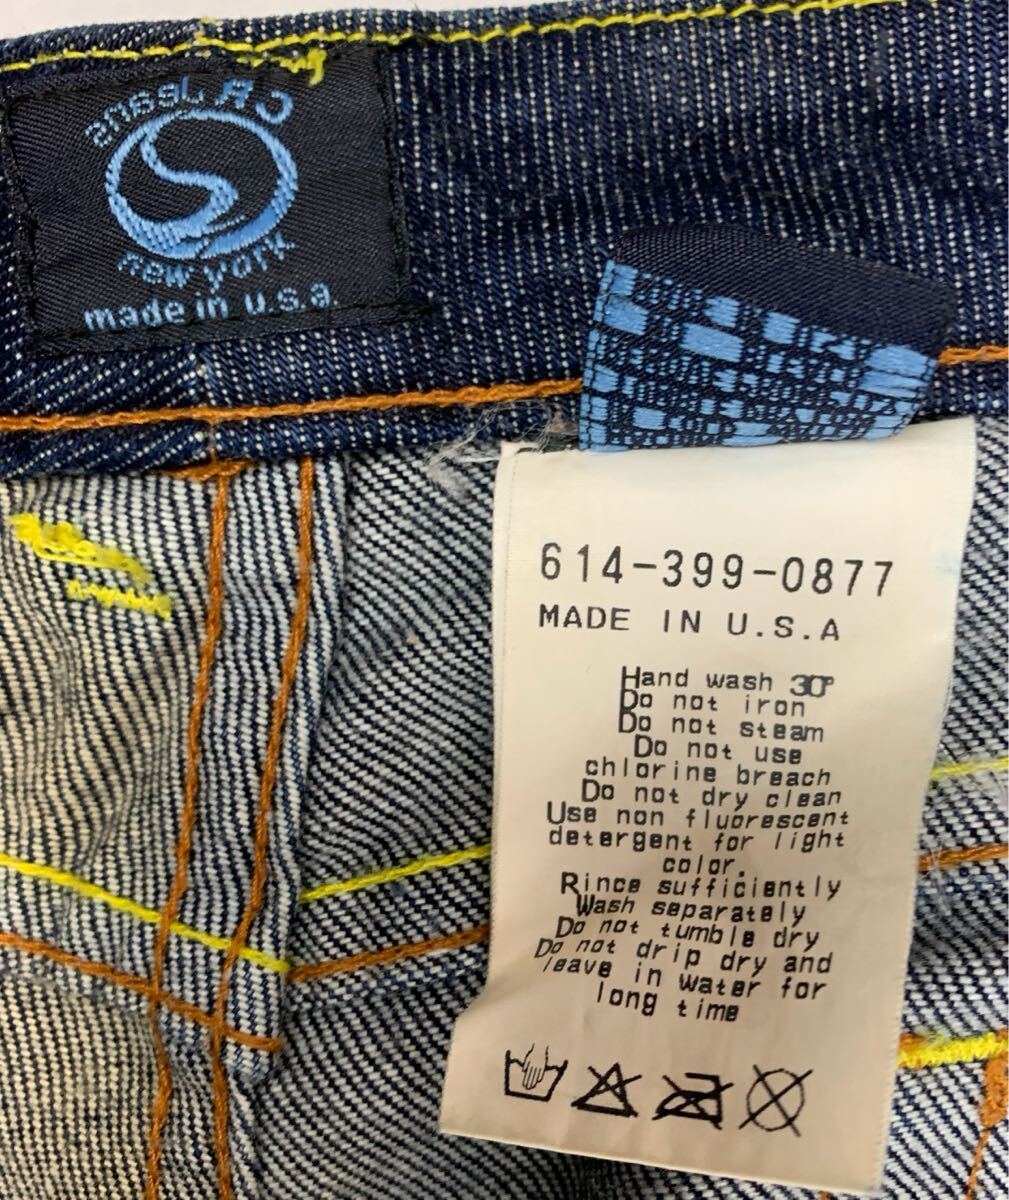 C R Jeans
new york
made in u.s.a.
614-399-0877
MADE IN U.S.A
Hand wash 30°
Do not iron
Do not steam
Do not use
chlorine breach
Do not dry clean
Use non fluorescent
detergent for light
color.
Rince sufficiently
Wash separately
Do not tumble dry
Do not drip dry and
leave in water for
long time